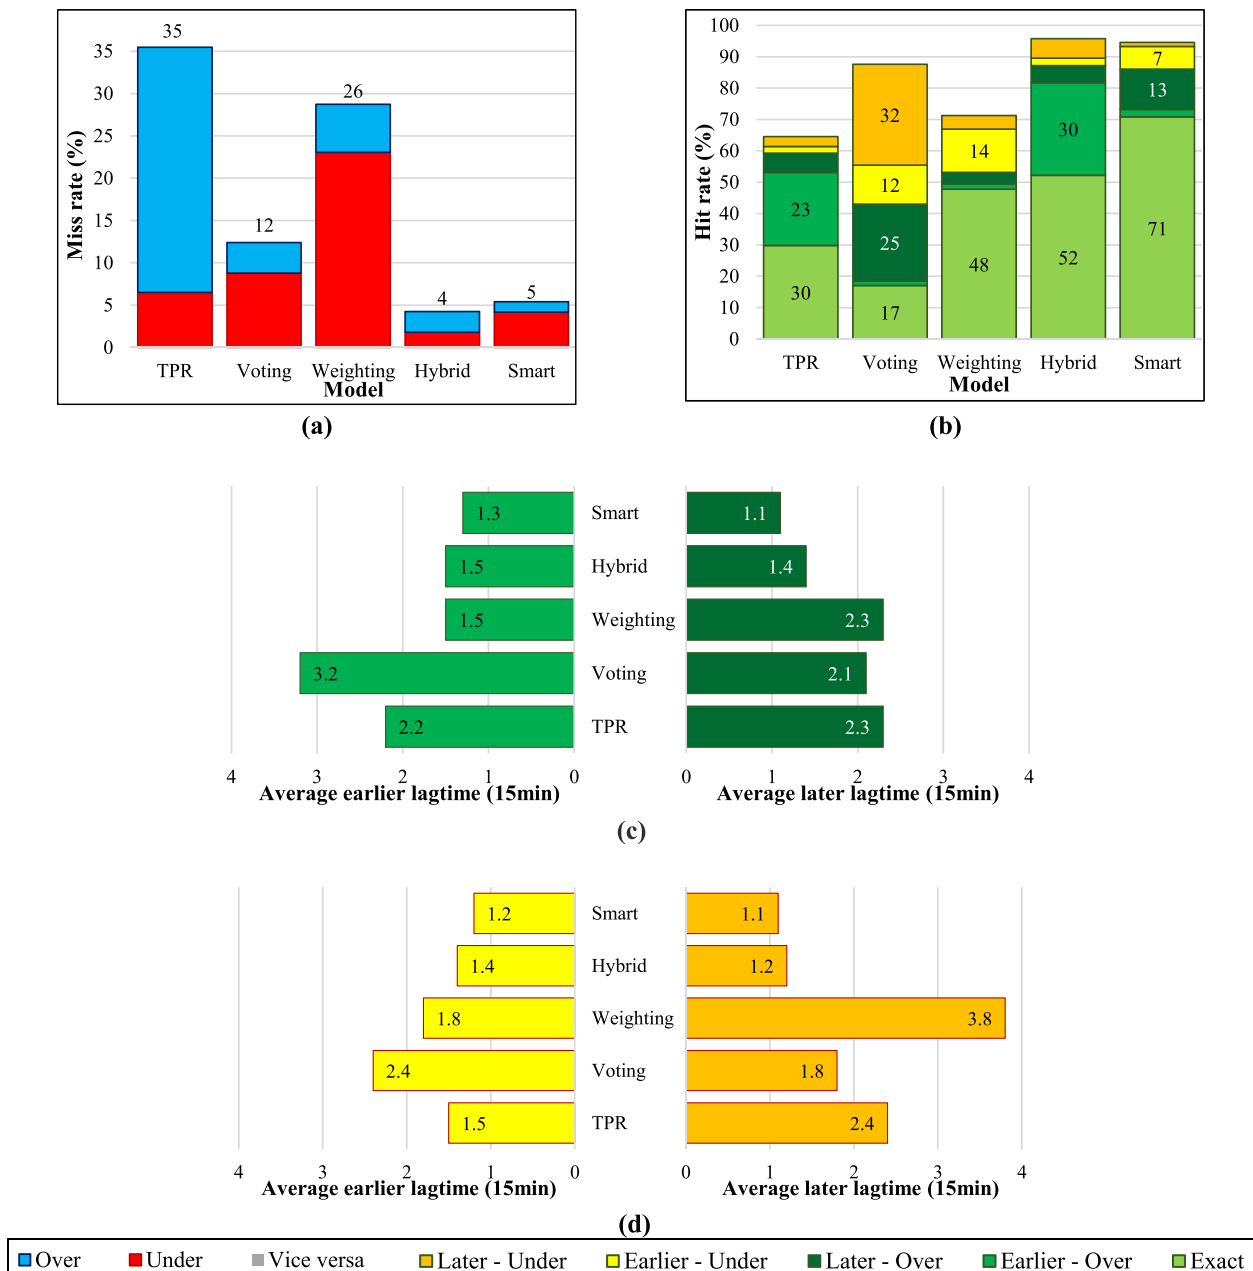 35
30
25
20
15
10
5
0
Miss rate (%)
35
12
26
4
5
TPR Voting Weighting Hybrid Smart
Model
(a)
100
90
80
70
60
50
40
30
20
10
0
Hit rate (%)
23
30
32
12
25
17
14
48
30
52
7
13
71
TPR Voting Weighting Hybrid Smart
Model
(b)
1.3 Smart 1.1
1.5 Hybrid 1.4
1.5 Weighting 2.3
3.2 Voting 2.1
2.2 TPR 2.3
4 3 2 1 0 0 1 2 3 4
Average earlier lagtime (15min) Average later lagtime (15min)
(c)
1.2 Smart 1.1
1.4 Hybrid 1.2
1.8 Weighting 3.8
2.4 Voting 1.8
1.5 TPR 2.4
4 3 2 1 0 0 1 2 3 4
Average earlier lagtime (15min) Average later lagtime (15min)
(d)
Over Under Vice versa Later - Under Earlier - Under Later - Over Earlier - Over Exact